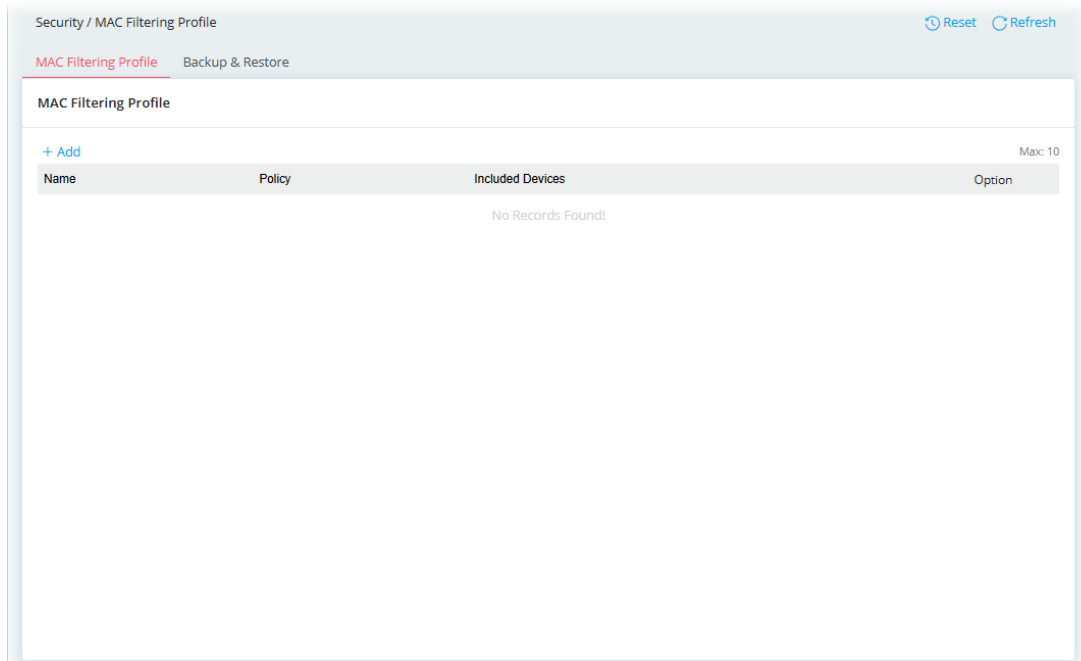 Security / MAC Filtering Profile Reset Refresh
MAC Filtering Profile Backup & Restore
MAC Filtering Profile
+ Add Max: 10
Name Policy Included Devices Option
No Records Found!